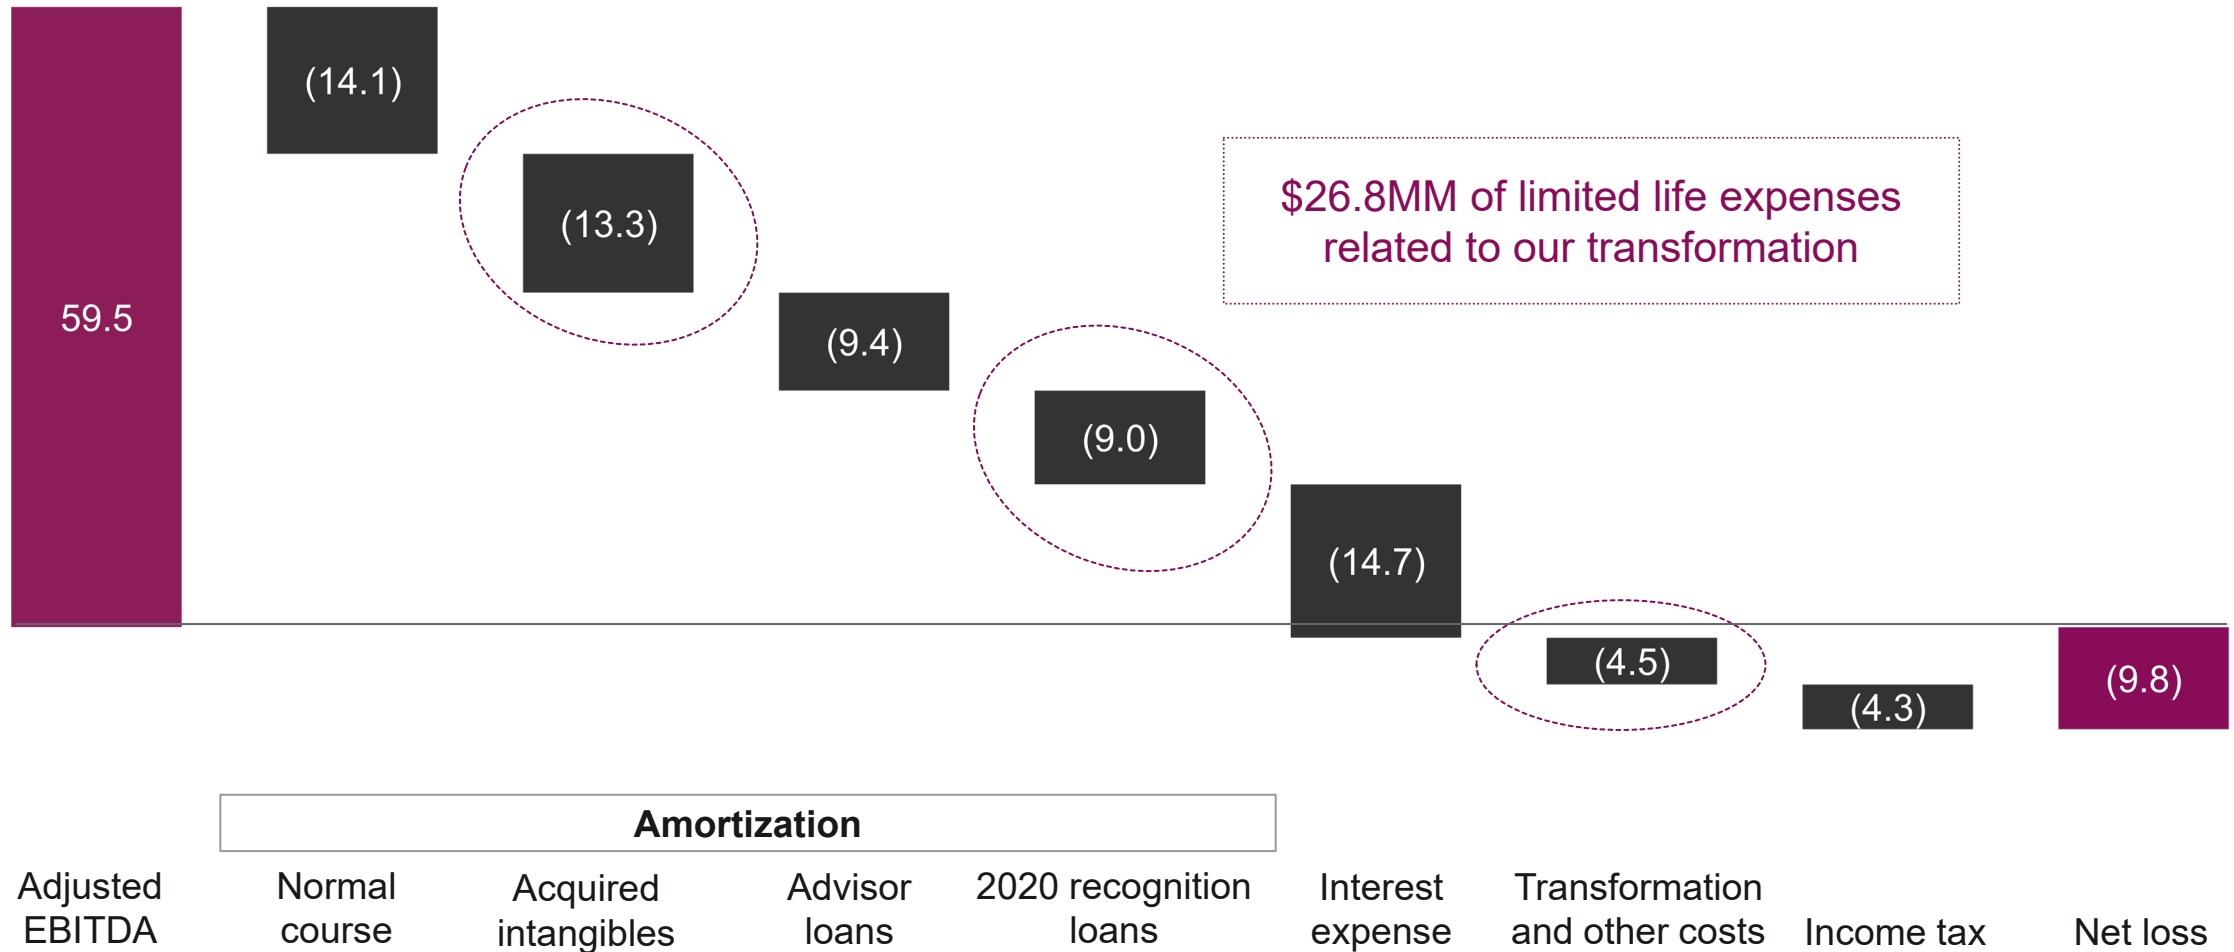 (14.1)
(13.3)
$26.8MM of limited life expenses
related to our transformation
59.5
(9.4)
(9.0)
(14.7)
(4.5)
(4.3)
(9.8)
Amortization
Adjusted
EBITDA
Normal
course
Acquired
intangibles
Advisor
loans
2020 recognition
loans
Interest
expense
Transformation
and other costs
Income tax
Net loss